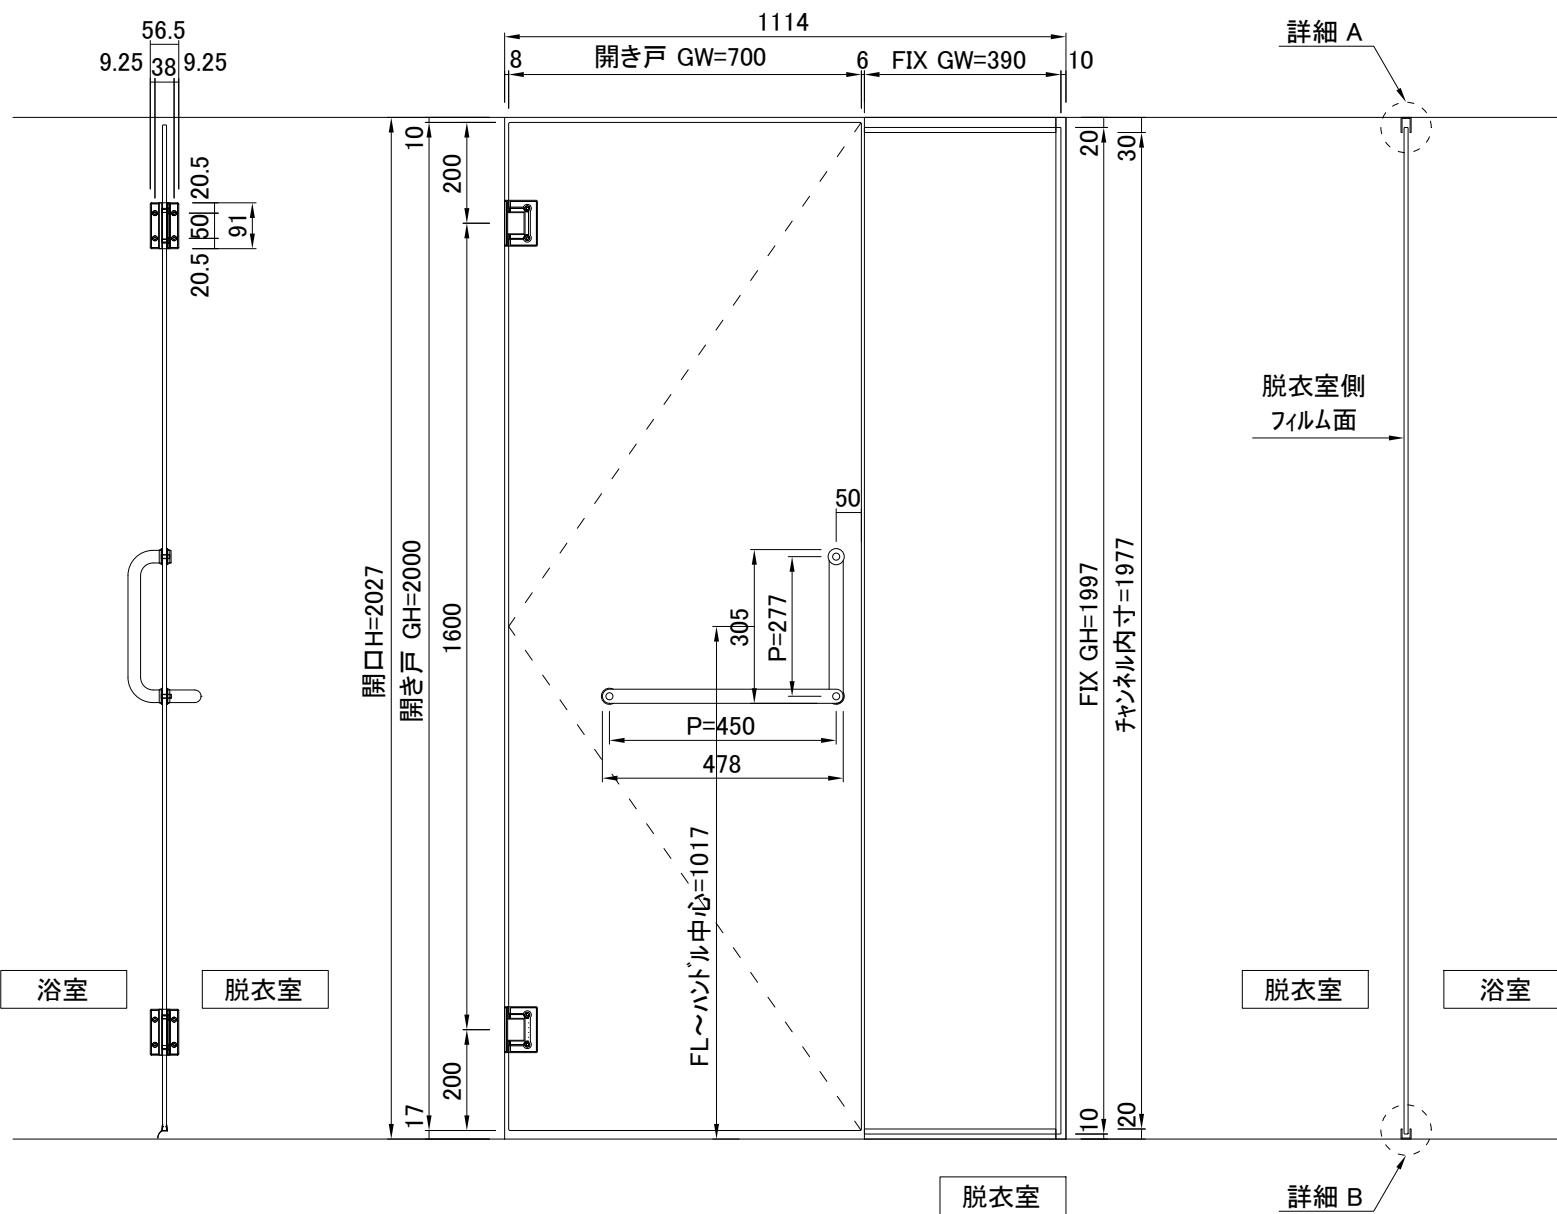 56.5
9.25 38 9.25
1114
8 開き戸 GW=700 6 FIX GW=390 10
詳細 A
10
200
20
30
20.5
50
91
20.5
脱衣室側
フィルム面
50
開口H=2027
開き戸 GH=2000
1600
305
P=277
FIX GH=1997
チャンネル内寸=1977
P=450
478
FL～ハンドル中心=1017
浴室
脱衣室
脱衣室
浴室
200
17
10
20
脱衣室
詳細 B